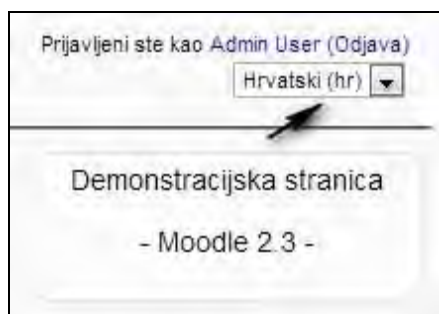 Prijavljeni ste kao Admin User (Odjava)
Hrvatski (hr)
Demonstracijska stranica
- Moodle 2.3 -